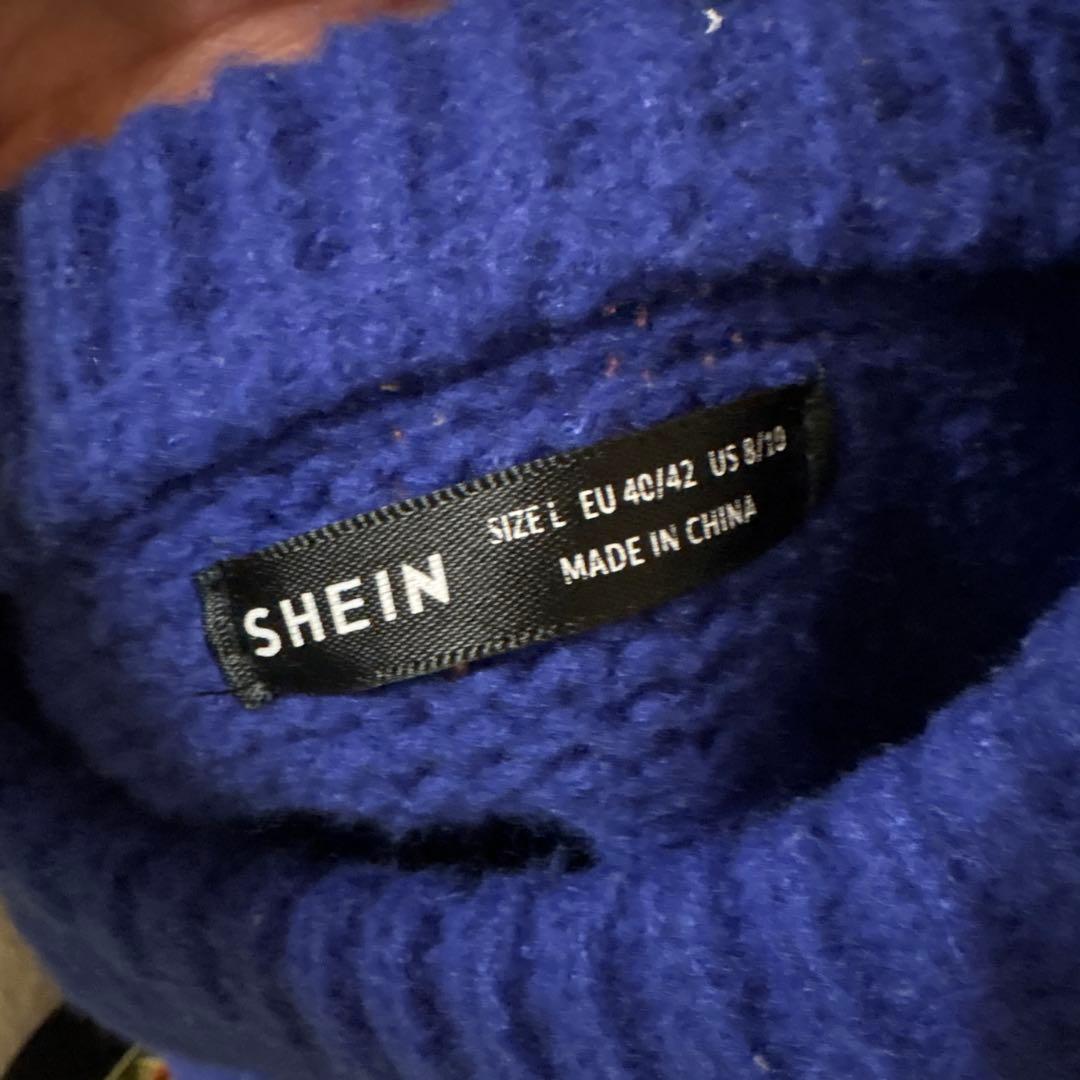 SHEIN
SIZE L EU 40/42 US 8/10
MADE IN CHINA